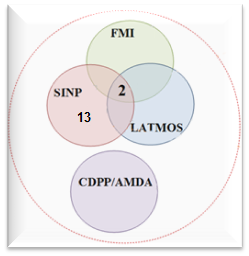 FMI
SINP
2
13
LATMOS
CDPP/AMDA